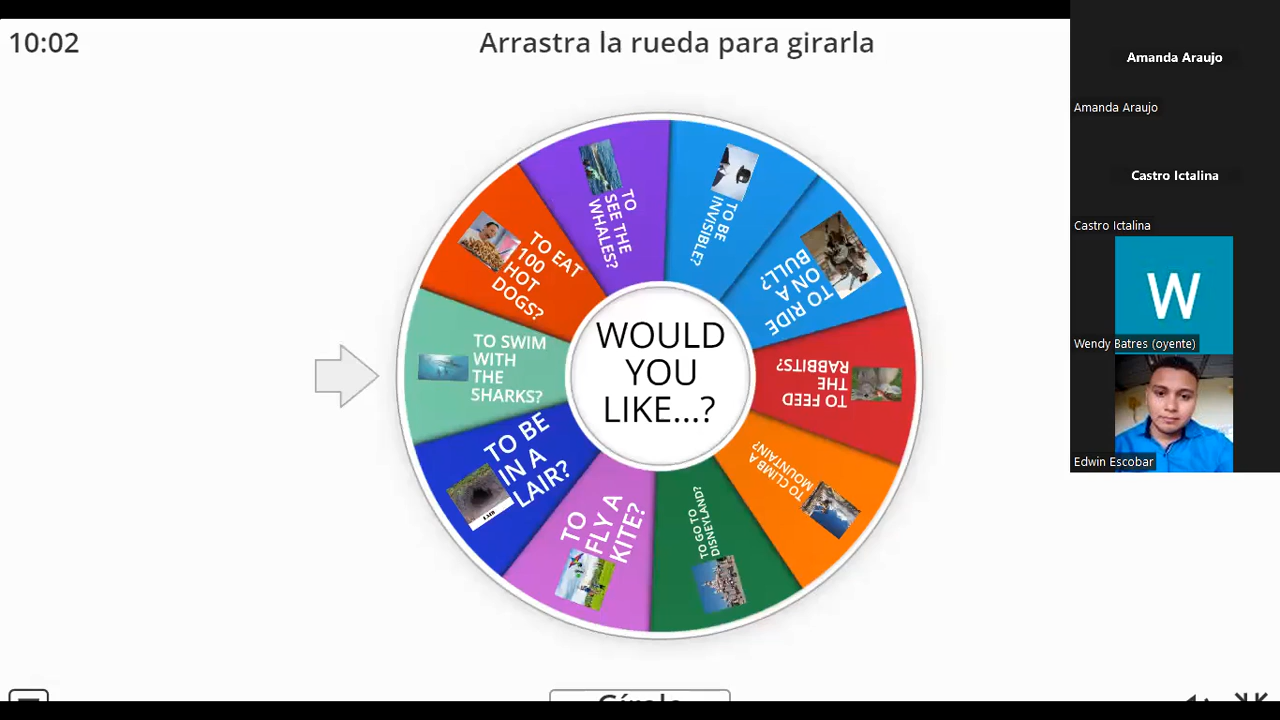 10:02
Arrastra la rueda para girarla
TO
SEE THE
WHALES?
TO BE
INVISIBLE?
TO RIDE
ON A
BULL?
TO FEED
THE
RABBITS?
TO CLIMB A
MOUNTAIN?
TO GO TO
DISNEYLAND?
TO
FLY A
KITE?
TO BE
IN A
LAIR?
TO SWIM
WITH
THE
SHARKS?
TO EAT
100
HOT
DOGS?
WOULD
YOU
LIKE...?
Amanda Araujo
Amanda Araujo
Castro Ictalina
Castro Ictalina
W
Wendy Batres (oyente)
Edwin Escobar